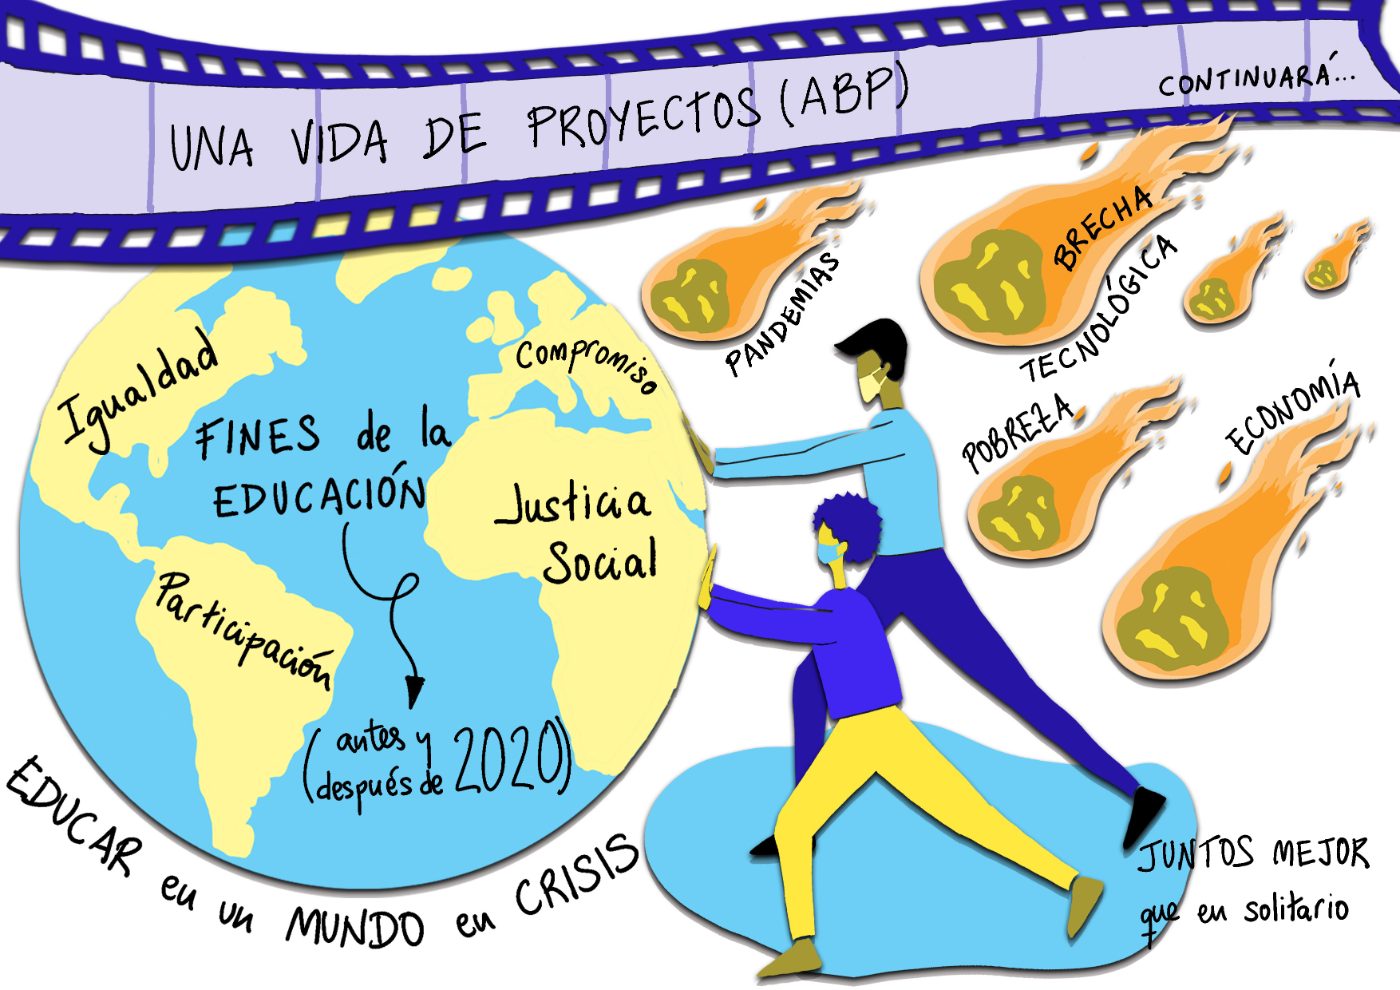 UNA VIDA DE PROYECTOS (ABP)
CONTINUARÁ...
Igualdad
Compromiso
FINES de la
EDUCACIÓN
Justicia
Social
Participación
(antes y
después de 2020)
EDUCAR en un MUNDO en CRISIS
PANDEMIAS
BRECHA
TECNOLÓGICA
POBREZA
ECONOMÍA
JUNTOS MEJOR
que en solitario